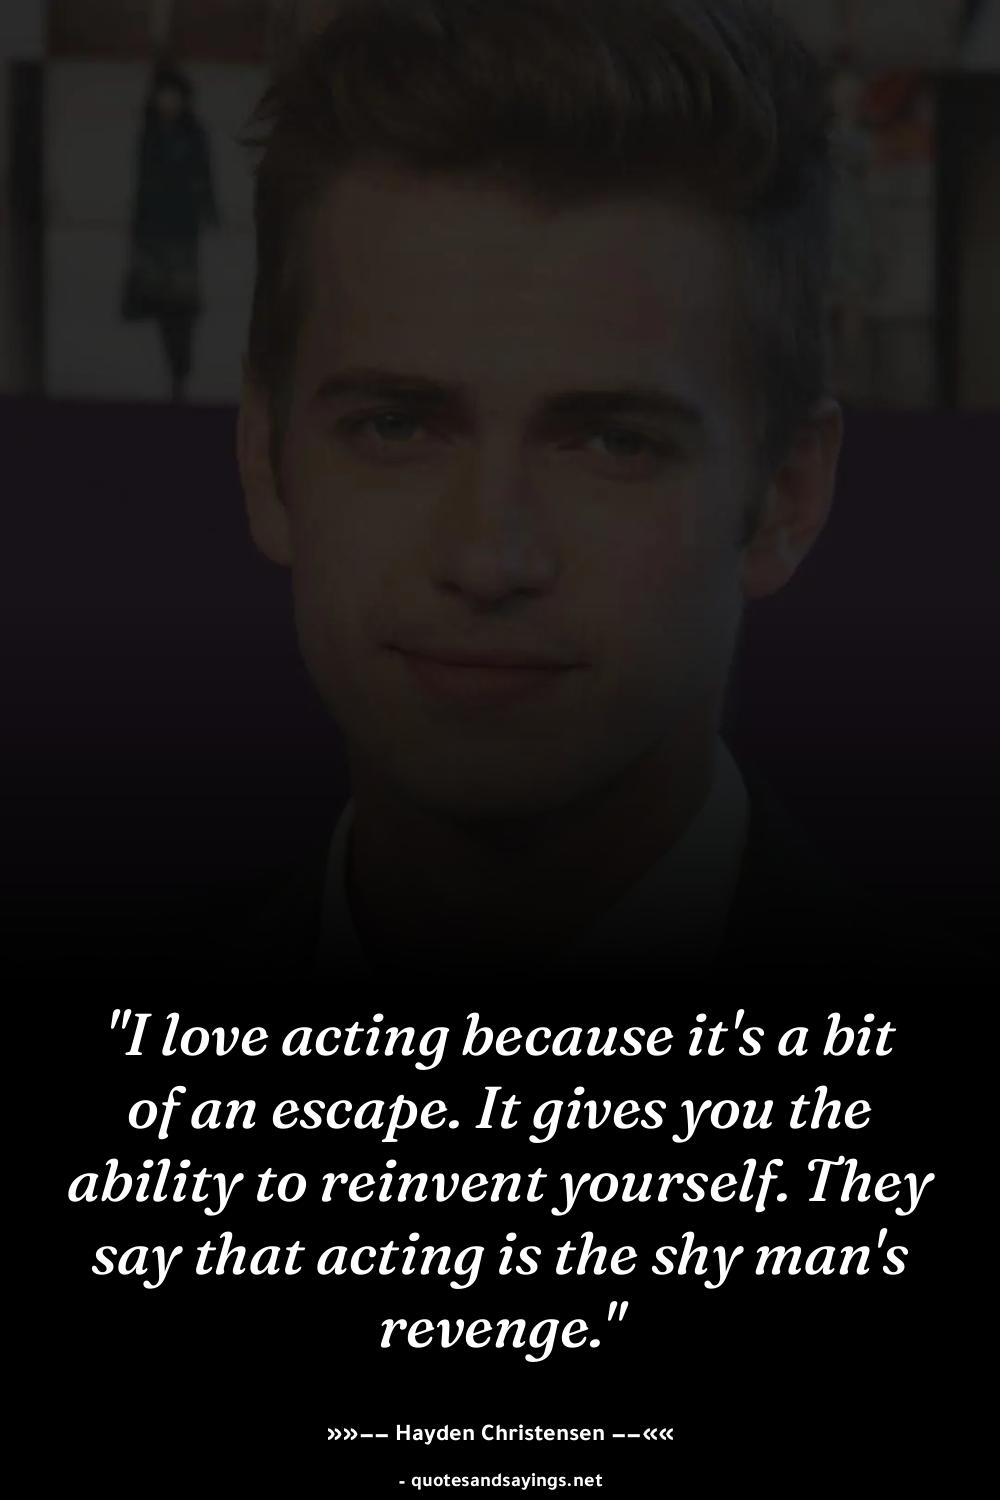 "I love acting because it's a bit
of an escape. It gives you the
ability to reinvent yourself. They
say that acting is the shy man's
revenge."
»»−− Hayden Christensen −−««
- quotesandsayings.net